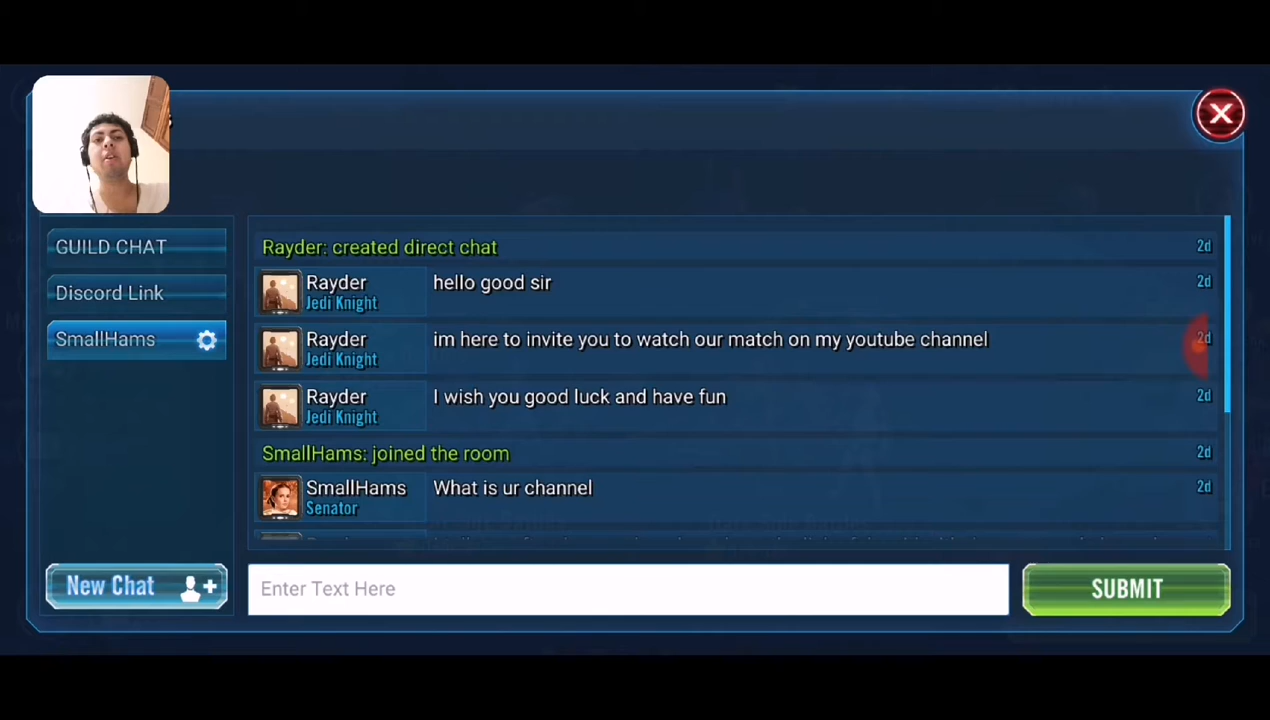 GUILD CHAT
Discord Link
SmallHams
New Chat
Rayder: created direct chat 2d
Rayder hello good sir 2d
Jedi Knight
Rayder im here to invite you to watch our match on my youtube channel 2d
Jedi Knight
Rayder I wish you good luck and have fun 2d
Jedi Knight
SmallHams: joined the room 2d
SmallHams What is ur channel 2d
Senator
Enter Text Here
SUBMIT